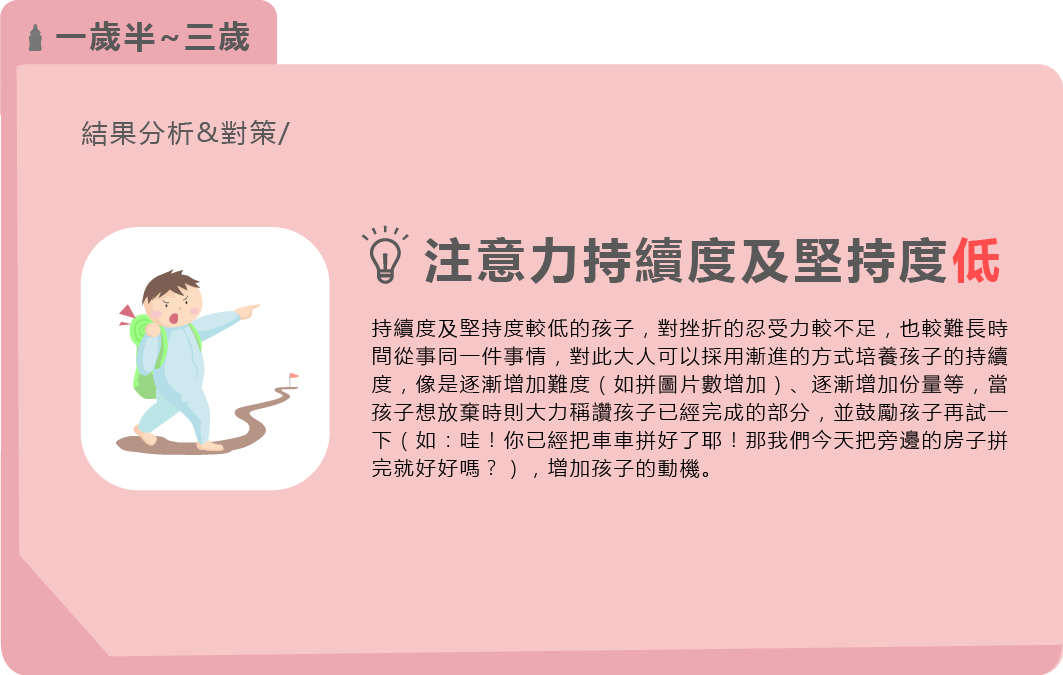 一歲半~三歲
結果分析&對策/
注意力持續度及堅持度低
持續度及堅持度較低的孩子，對挫折的忍受力較不足，也較難長時
間從事同一件事情，對此大人可以採用漸進的方式培養孩子的持續
度，像是逐漸增加難度（如拼圖片數增加）、逐漸增加份量等，當
孩子想放棄時則大力稱讚孩子已經完成的部分，並鼓勵孩子再試一
下（如：哇！你已經把車車拼好了耶！那我們今天把旁邊的房子拼
完就好好嗎？），增加孩子的動機。